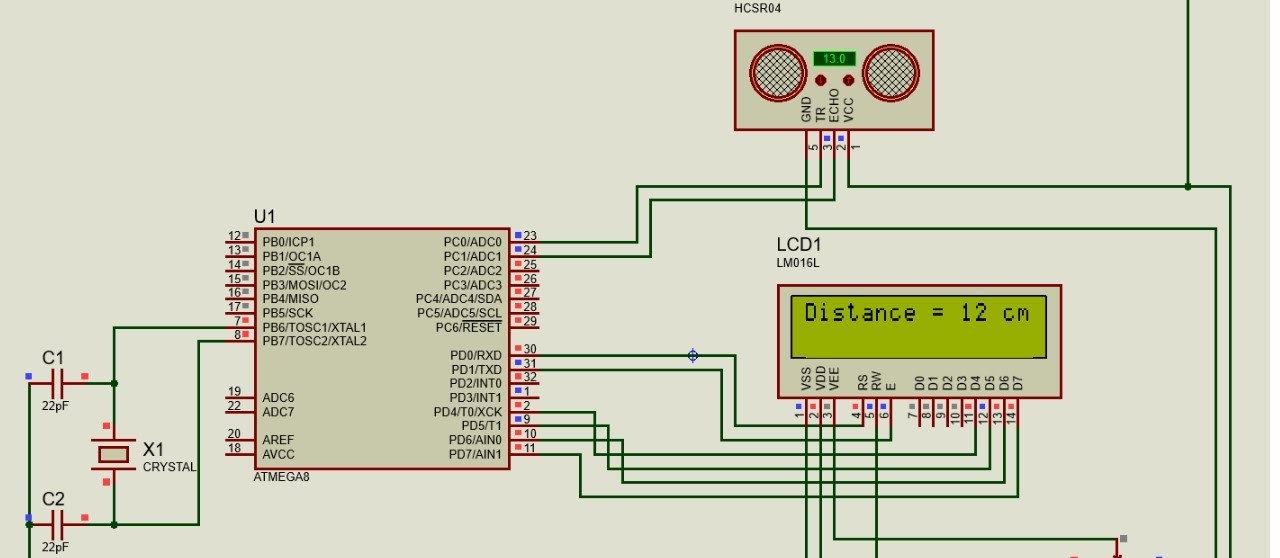 HCSR04
13.0
GND
TR
ECHO
VCC
5
3
2
1
U1
12 PB0/ICP1 PC0/ADC0 23
13 PB1/OC1A PC1/ADC1 24
14 PB2/SS/OC1B PC2/ADC2 25
15 PB3/MOSI/OC2 PC3/ADC3 26
16 PB4/MISO PC4/ADC4/SDA 27
17 PB5/SCK PC5/ADC5/SCL 28
7 PB6/TOSC1/XTAL1 PC6/RESET 29
8 PB7/TOSC2/XTAL2
PD0/RXD 30
PD1/TXD 31
PD2/INT0 32
19 ADC6 PD3/INT1 1
22 ADC7 PD4/T0/XCK 2
PD5/T1 9
20 AREF PD6/AIN0 10
18 AVCC PD7/AIN1 11
ATMEGA8
LCD1
LM016L
Distance = 12 cm
VSS
VDD
VEE
RS
RW
E
D0
D1
D2
D3
D4
D5
D6
D7
1
2
3
4
5
6
7
8
9
10
11
12
13
14
C1
22pF
X1
CRYSTAL
C2
22pF